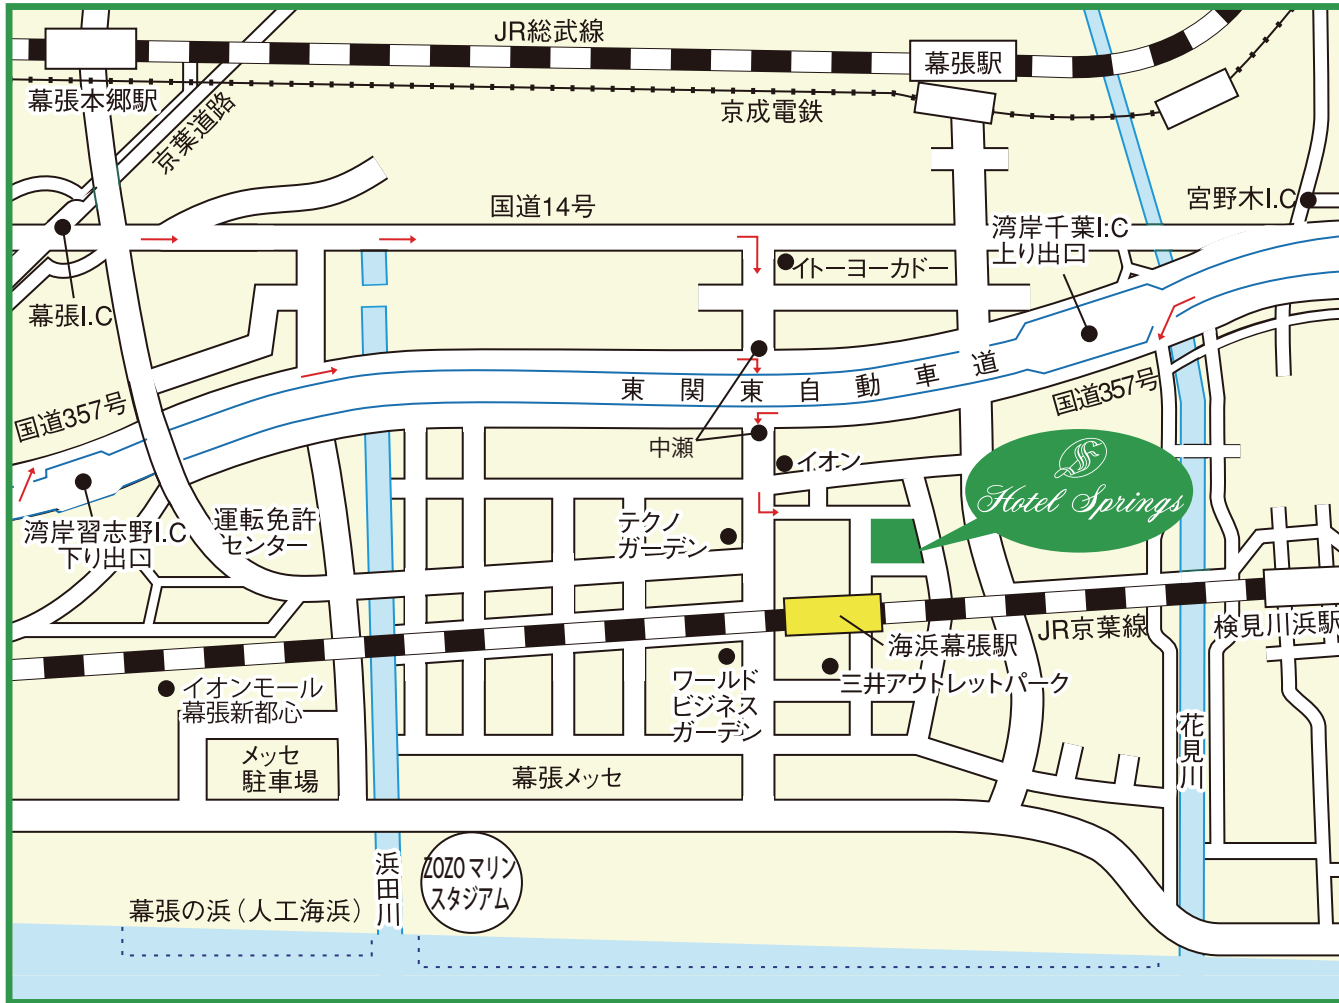 JR総武線
幕張駅
幕張本郷駅
京葉道路
京成電鉄
国道14号
宮野木I.C
湾岸千葉I.C
上り出口
イトーヨーカドー
幕張I.C
東関東自動車道
国道357号
国道357号
中瀬
イオン
Hotel Springs
湾岸習志野I.C
下り出口
運転免許
センター
テクノ
ガーデン
JR京葉線
検見川浜駅
海浜幕張駅
三井アウトレットパーク
ワールド
ビジネス
ガーデン
イオンモール
幕張新都心
メッセ
駐車場
幕張メッセ
花見川
浜田川
ZOZOマリン
スタジアム
幕張の浜（人工海浜）